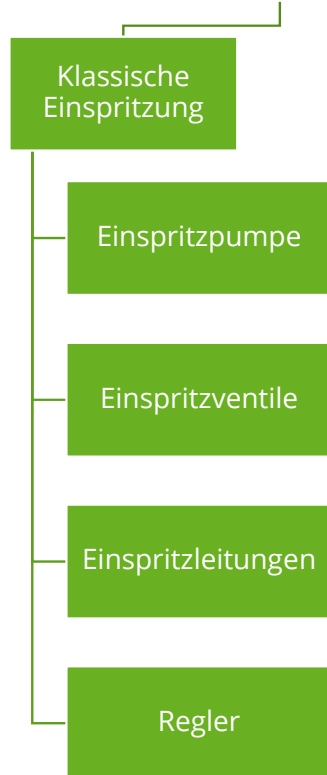 Klassische
Einspritzung
Einspritzpumpe
Einspritzventile
Einspritzleitungen
Regler